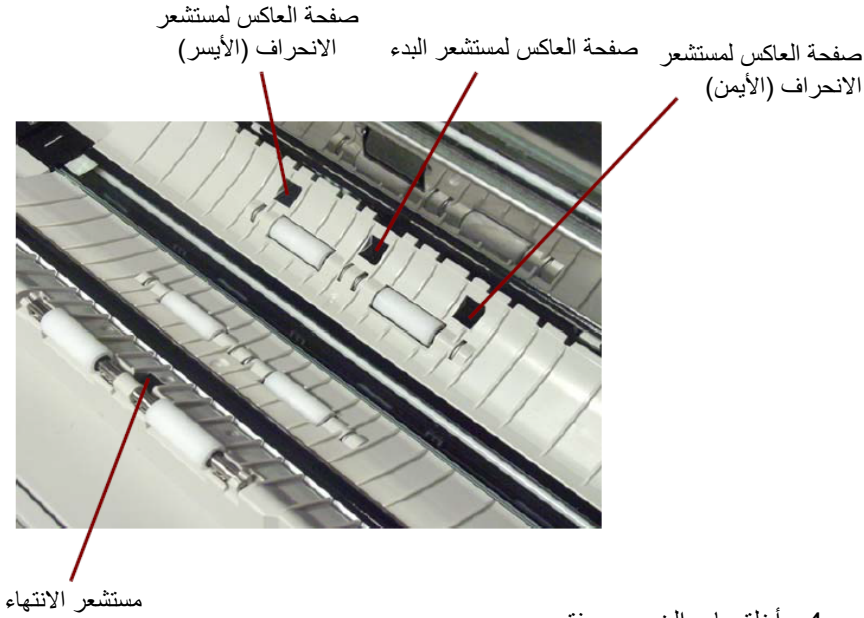 صفحة العاكس لمستشعر
الانحراف (الأيسر)
صفحة العاكس لمستشعر البدء
صفحة العاكس لمستشعر
الانحراف (الأيمن)
مستشعر الانتهاء